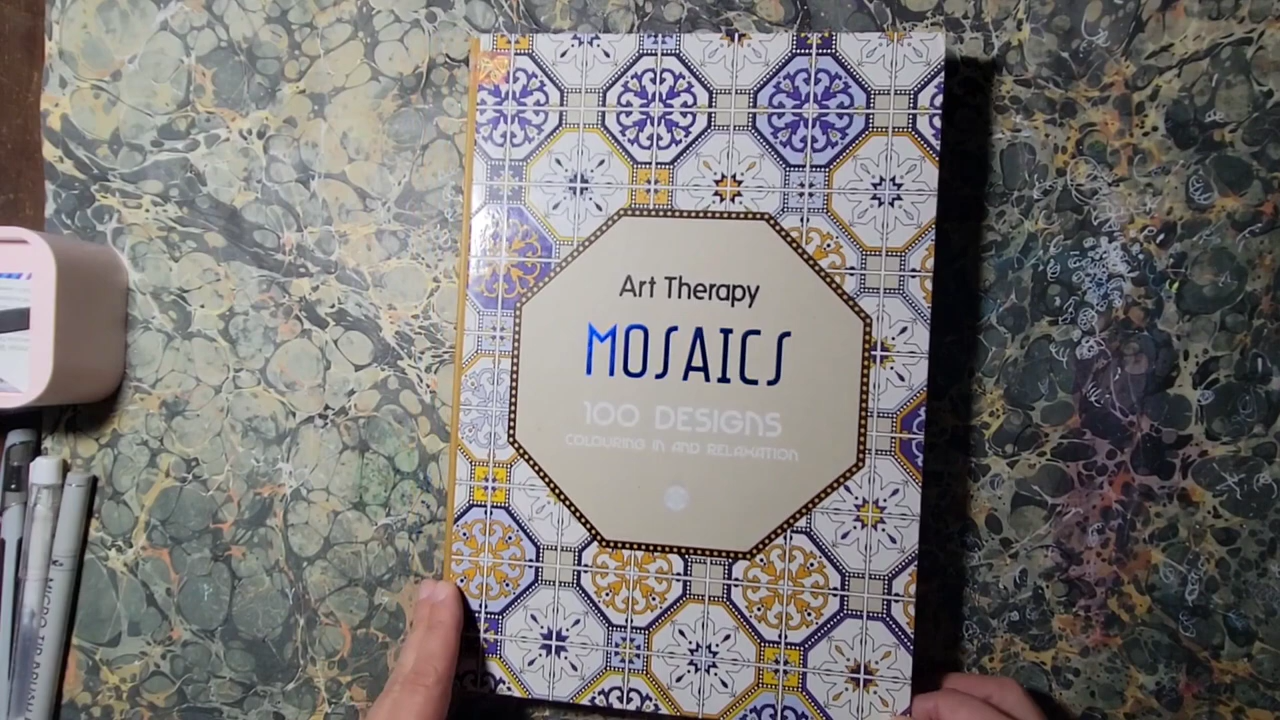 Art Therapy
MOSAICS
100 DESIGNS
COLOURING IN AND RELAXATION